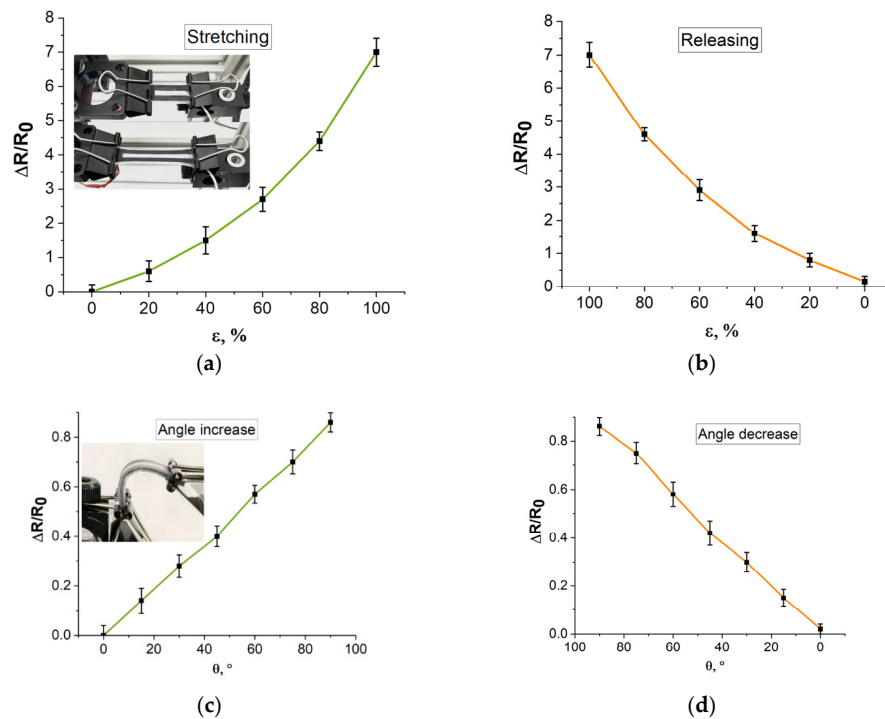 Stretching
ΔR/R0
8
7
6
5
4
3
2
1
0
0 20 40 60 80 100
ε, %
(a)
Releasing
ΔR/R0
8
7
6
5
4
3
2
1
0
100 80 60 40 20 0
ε, %
(b)
Angle increase
ΔR/R0
0.8
0.6
0.4
0.2
0.0
0 20 40 60 80 100
θ, °
(c)
Angle decrease
ΔR/R0
0.8
0.6
0.4
0.2
0.0
100 80 60 40 20 0
θ, °
(d)